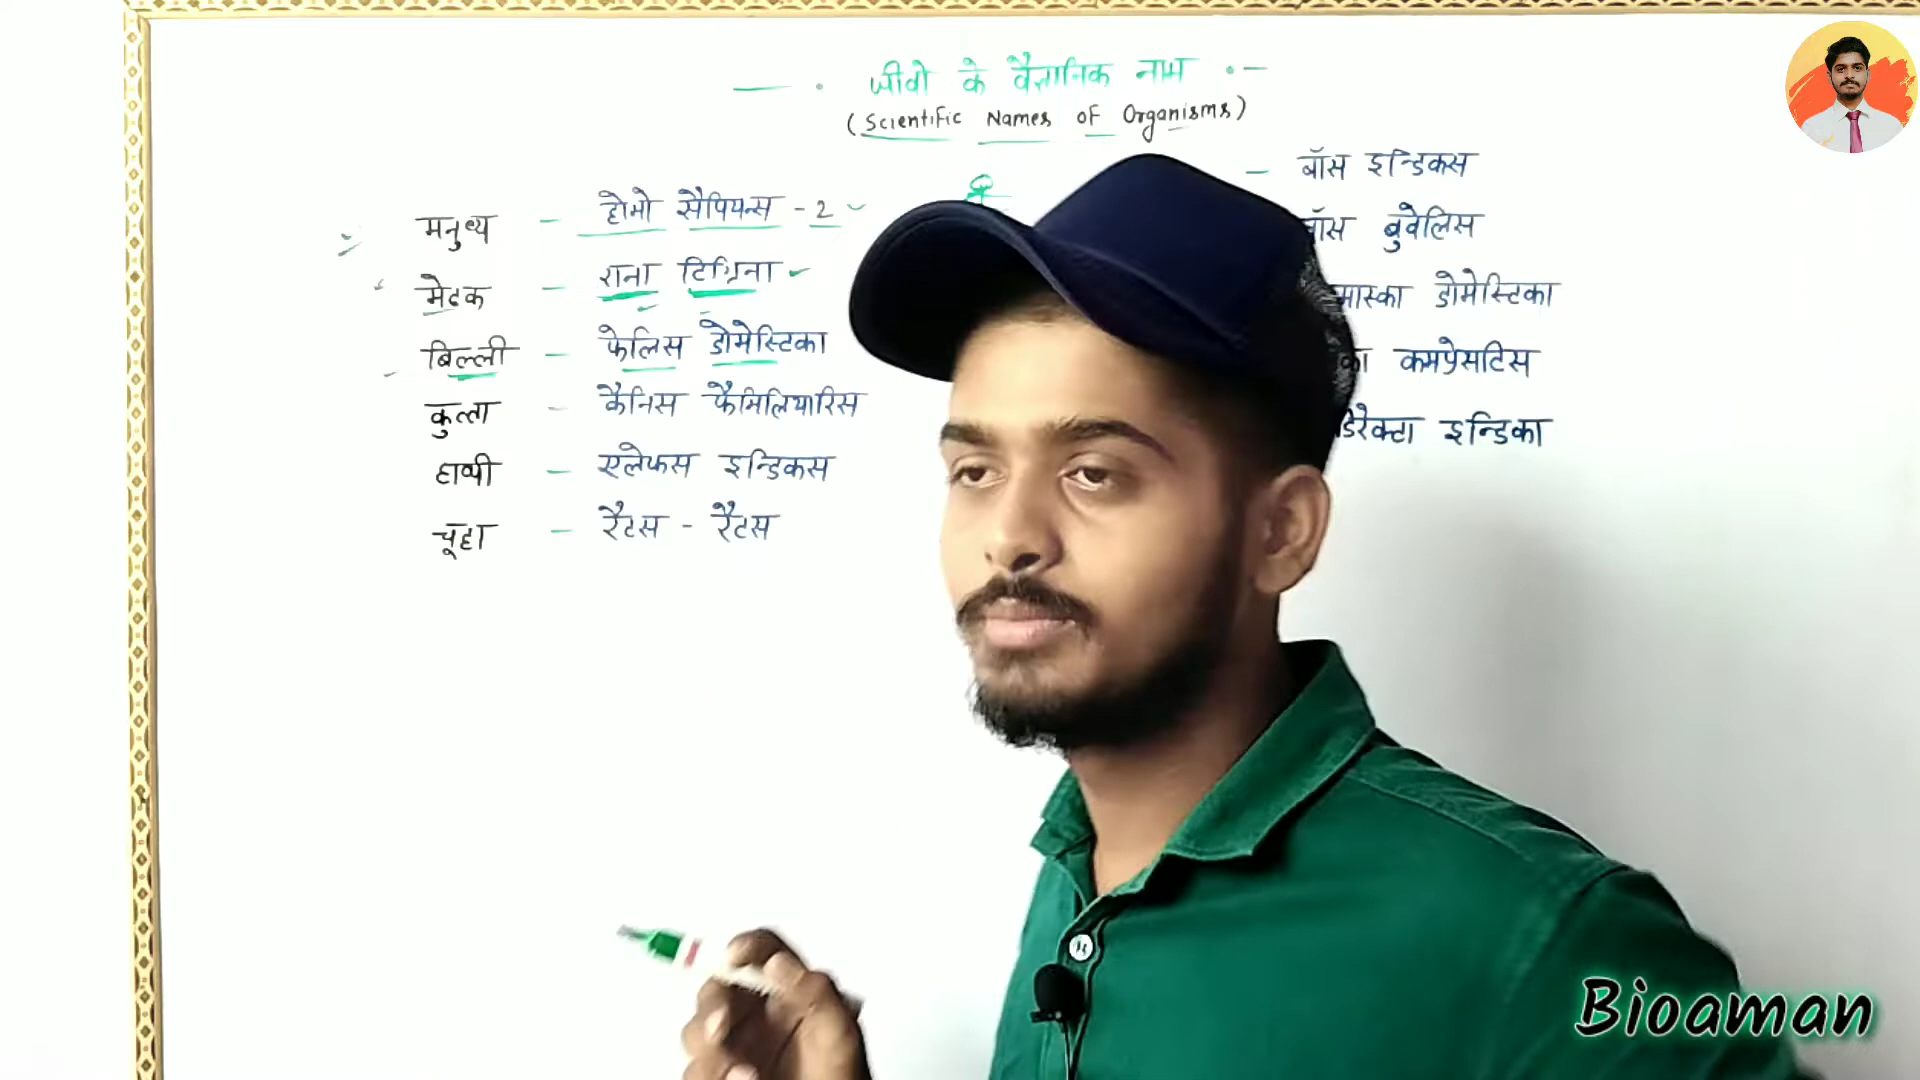 जीवो के वैज्ञानिक नाम
(Scientific Names of Organisms)
मनुष्य - होमो सैपियन्स - 2
मेढक - राना टिग्रिना
बिल्ली - फेलिस डोमेस्टिका
कुत्ता - कैनिस फैमिलियारिस
हाथी - एलेफस इन्डिकस
चूहा - रैटस - रैटस
- बॉस इन्डिकस
बॉस बुवेलिस
डोमेस्टिका
कमप्रेसटिस
इन्डिका
Bioaman